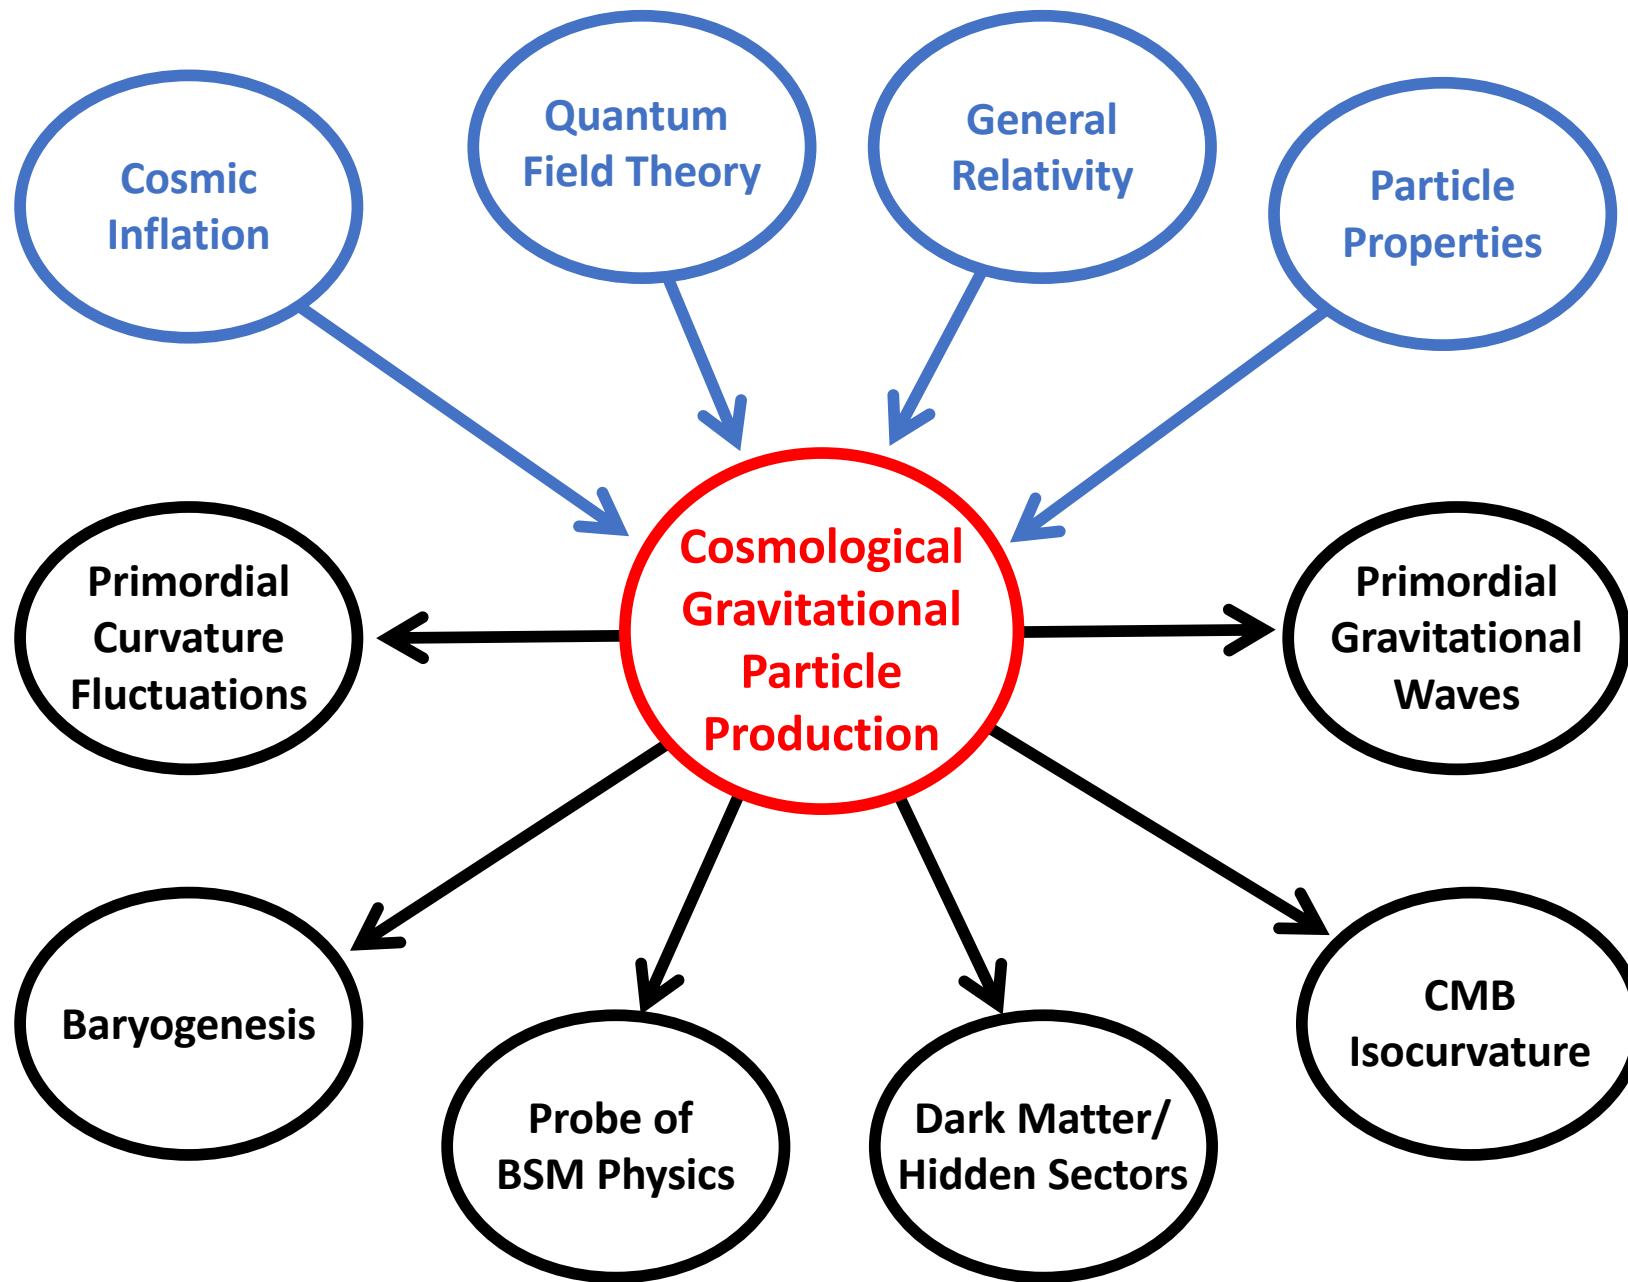 Cosmic
Inflation
Quantum
Field Theory
General
Relativity
Particle
Properties
Cosmological
Gravitational
Particle
Production
Primordial
Curvature
Fluctuations
Primordial
Gravitational
Waves
Baryogenesis
Probe of
BSM Physics
Dark Matter/
Hidden Sectors
CMB
Isocurvature